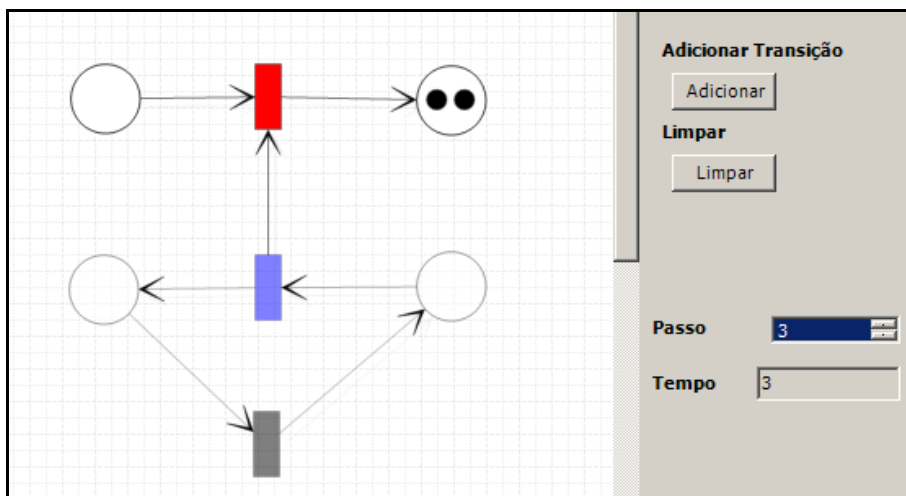 Adicionar Transição
Adicionar
Limpar
Limpar
Passo 3
Tempo 3